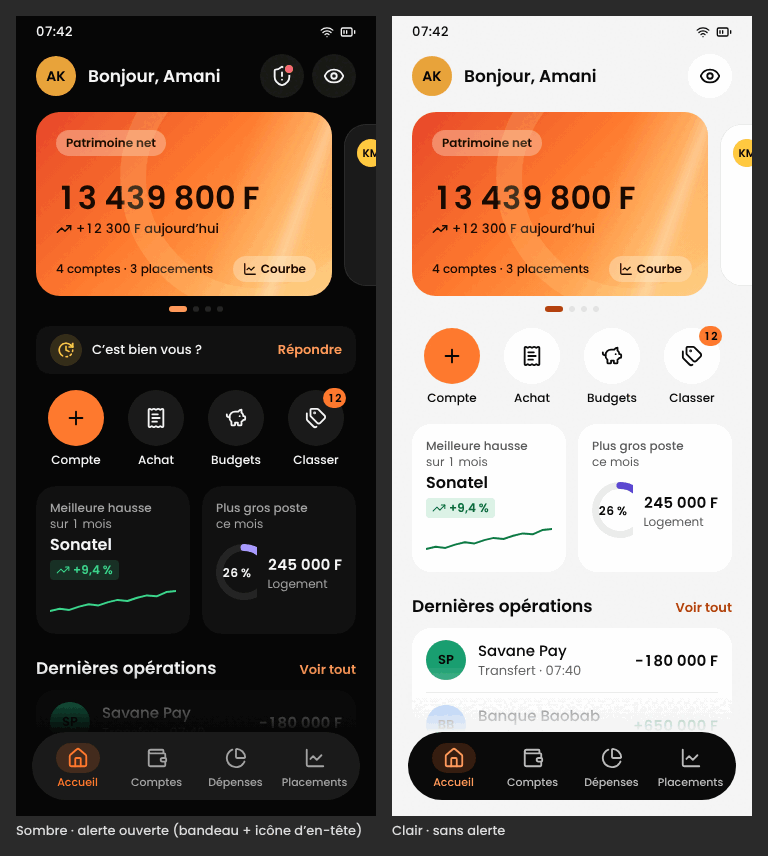 07:42
AK
Bonjour, Amani
Patrimoine net
13 439 800 F
+12 300 F aujourd’hui
4 comptes · 3 placements
Courbe
KM
C’est bien vous ?
Répondre
12
Compte
Achat
Budgets
Classer
Meilleure hausse
sur 1 mois
Sonatel
+9,4 %
Plus gros poste
ce mois
26 %
245 000 F
Logement
Dernières opérations
Voir tout
SP
Savane Pay
-180 000 F
Accueil
Comptes
Dépenses
Placements
Sombre · alerte ouverte (bandeau + icône d’en-tête)
07:42
AK
Bonjour, Amani
Patrimoine net
13 439 800 F
+12 300 F aujourd’hui
4 comptes · 3 placements
Courbe
KM
12
Compte
Achat
Budgets
Classer
Meilleure hausse
sur 1 mois
Sonatel
+9,4 %
Plus gros poste
ce mois
26 %
245 000 F
Logement
Dernières opérations
Voir tout
SP
Savane Pay
Transfert · 07:40
-180 000 F
BB
Banque Baobab
+650 000 F
Accueil
Comptes
Dépenses
Placements
Clair · sans alerte